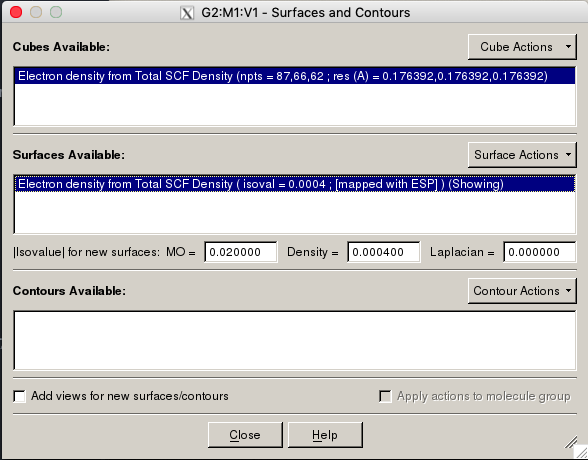 G2:M1:V1 - Surfaces and Contours
Cubes Available:
Cube Actions
Electron density from Total SCF Density (npts = 87,66,62 ; res (A) = 0.176392,0.176392,0.176392)
Surfaces Available:
Surface Actions
Electron density from Total SCF Density ( isoval = 0.0004 ; [mapped with ESP] ) (Showing)
|Isovalue| for new surfaces: MO = 0.020000 Density = 0.000400 Laplacian = 0.000000
Contours Available:
Contour Actions
Add views for new surfaces/contours
Apply actions to molecule group
Close
Help